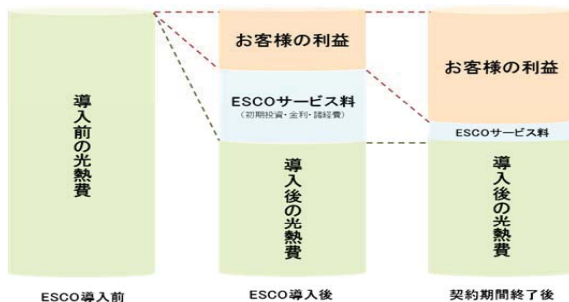 導入前の光熱費
お客様の利益
ESCOサービス料
(初期投資・金利・諸経費)
導入後の光熱費
お客様の利益
ESCOサービス料
導入後の光熱費
ESCO導入前
ESCO導入後
契約期間終了後